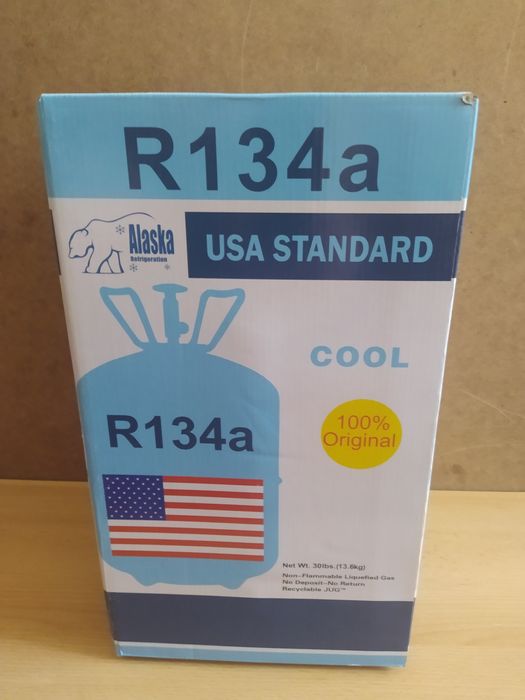 R134a
Alaska
Refrigeration
USA STANDARD
COOL
R134a
100%
Original
Net Wt. 30lbs.(13.6kg)
Non-Flammable Liquefied Gas
No Deposit-No Return
Recyclable JUG™